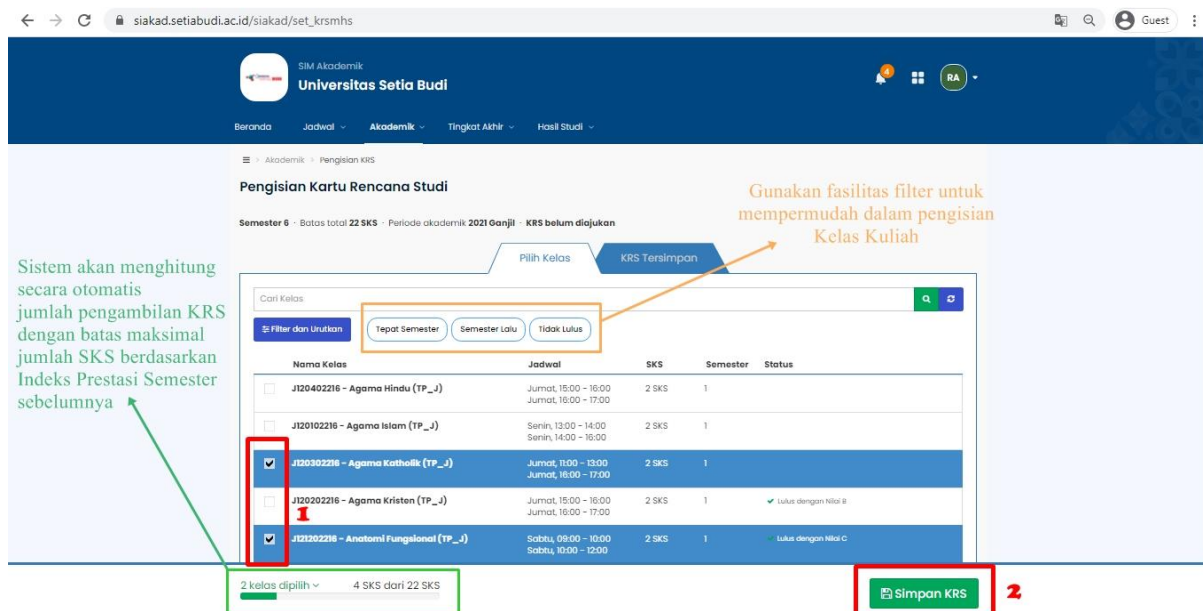 siakad.setiabudi.ac.id/siakad/set_krsmhs
Guest
SIM Akademik
Universitas Setia Budi
4
RA
Beranda Jadwal Akademik Tingkat Akhir Hasil Studi
Akademik > Pengisian KRS
Pengisian Kartu Rencana Studi
Semester 6 · Batas total 22 SKS · Periode akademik 2021 Ganjil · KRS belum diajukan
Gunakan fasilitas filter untuk
mempermudah dalam pengisian
Kelas Kuliah
Pilih Kelas KRS Tersimpan
Sistem akan menghitung
secara otomatis
jumlah pengambilan KRS
dengan batas maksimal
jumlah SKS berdasarkan
Indeks Prestasi Semester
sebelumnya
Cari Kelas
Filter dan Urutkan Tepat Semester Semester Lalu Tidak Lulus
Nama Kelas Jadwal SKS Semester Status
J120402216 - Agama Hindu (TP_J) Jumat, 15:00 - 16:00 2 SKS 1
Jumat, 16:00 - 17:00
J120102216 - Agama Islam (TP_J) Senin, 13:00 - 14:00 2 SKS 1
Senin, 14:00 - 16:00
J120302216 - Agama Katholik (TP_J) Jumat, 11:00 - 13:00 2 SKS 1
Jumat, 16:00 - 17:00
J120202216 - Agama Kristen (TP_J) Jumat, 15:00 - 16:00 2 SKS 1 Lulus dengan Nilai B
Jumat, 16:00 - 17:00
1
J121202216 - Anatomi Fungsional (TP_J) Sabtu, 09:00 - 10:00 2 SKS 1 Lulus dengan Nilai C
Sabtu, 10:00 - 12:00
2 kelas dipilih 4 SKS dari 22 SKS
Simpan KRS 2